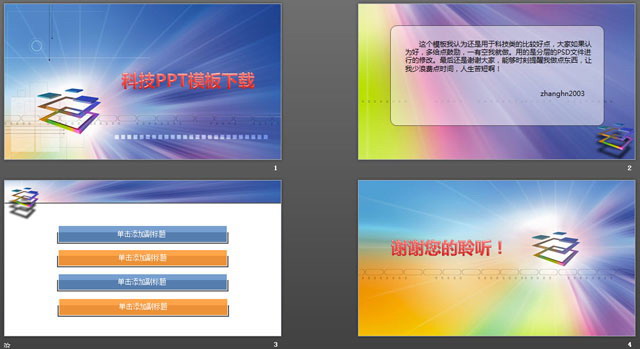 科技PPT模板下载
1
这个模板我认为还是用于科技类的比较好点，大家如果认
为好，多给点鼓励，一有空我就做。用的是分层的PSD文件进
行的修改。最后还是谢谢大家，能够时刻提醒我做点东西，让
我少浪费点时间，人生苦短啊！
zhanghn2003
2
单击添加副标题
单击添加副标题
单击添加副标题
单击添加副标题
3
谢谢您的聆听！
4